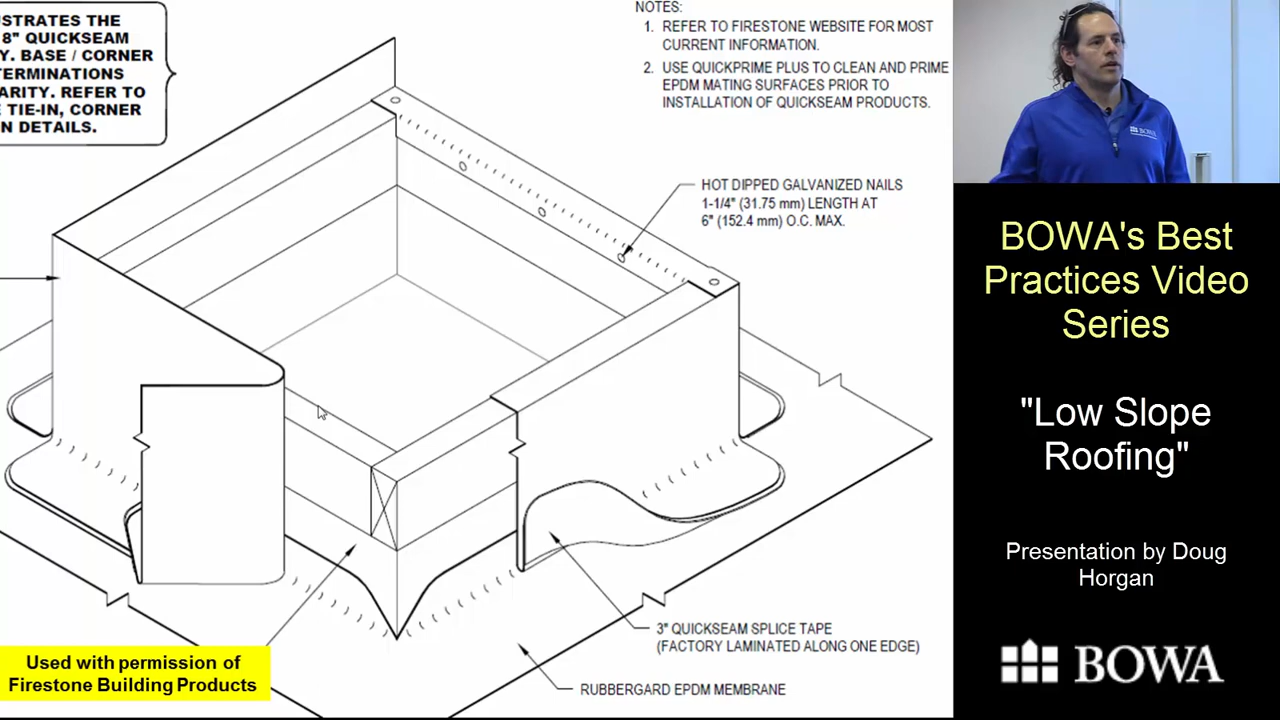 USTRATES THE
8" QUICKSEAM
Y. BASE / CORNER
TERMINATIONS
ARITY. REFER TO
TIE-IN, CORNER
N DETAILS.
NOTES:
1. REFER TO FIRESTONE WEBSITE FOR MOST
CURRENT INFORMATION.
2. USE QUICKPRIME PLUS TO CLEAN AND PRIME
EPDM MATING SURFACES PRIOR TO
INSTALLATION OF QUICKSEAM PRODUCTS.
HOT DIPPED GALVANIZED NAILS
1-1/4" (31.75 mm) LENGTH AT
6" (152.4 mm) O.C. MAX.
3" QUICKSEAM SPLICE TAPE
(FACTORY LAMINATED ALONG ONE EDGE)
RUBBERGARD EPDM MEMBRANE
Used with permission of
Firestone Building Products
BOWA
BOWA's Best
Practices Video
Series
"Low Slope
Roofing"
Presentation by Doug
Horgan
BOWA